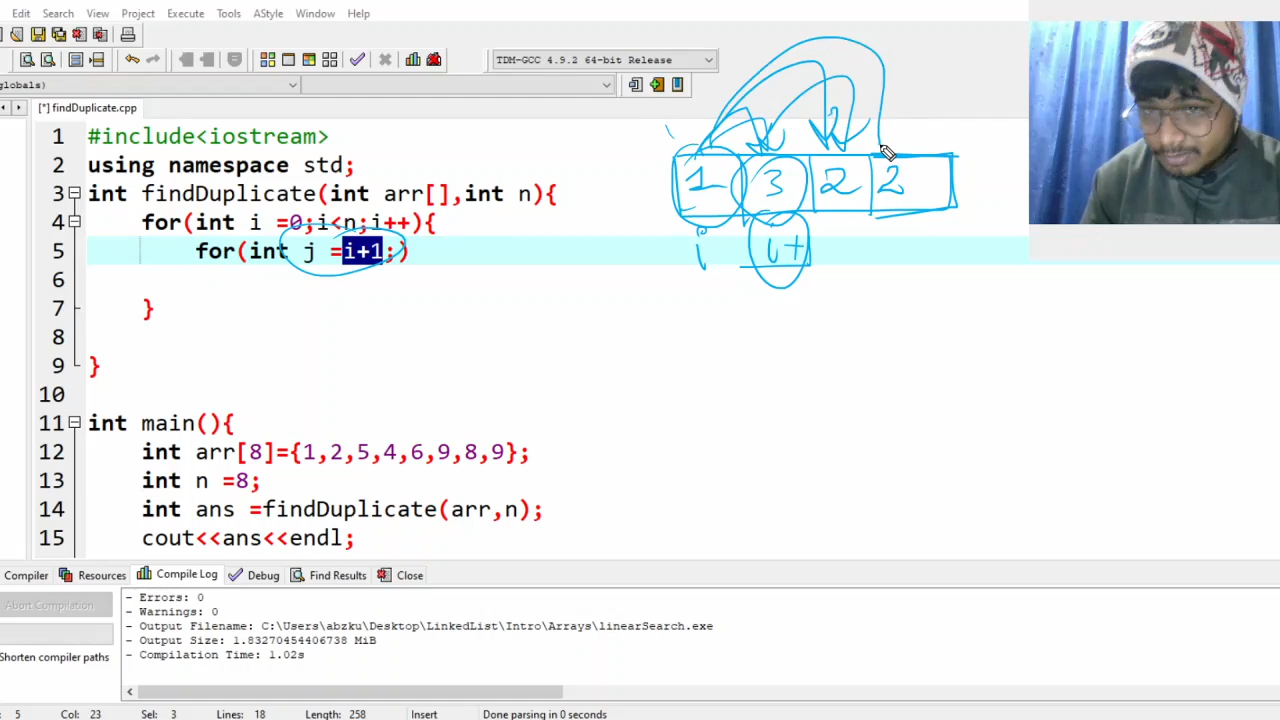 Edit Search View Project Execute Tools AStyle Window Help
TDM-GCC 4.9.2 64-bit Release
globals)
[*] findDuplicate.cpp
1 #include<iostream>
2 using namespace std;
3 int findDuplicate(int arr[],int n){
4 for(int i =0;i<n;i++){
5 for(int j =i+1;)
6
7 }
8
9 }
10
11 int main(){
12 int arr[8]={1,2,5,4,6,9,8,9};
13 int n =8;
14 int ans =findDuplicate(arr,n);
15 cout<<ans<<endl;
1 3 2 2
i i+
Compiler Resources Compile Log Debug Find Results Close
Abort Compilation
Shorten compiler paths
- Errors: 0
- Warnings: 0
- Output Filename: C:\Users\abzku\Desktop\LinkedList\Intro\Arrays\linearSearch.exe
- Output Size: 1.83270454406738 MiB
- Compilation Time: 1.02s
5 Col: 23 Sel: 3 Lines: 18 Length: 258 Insert Done parsing in 0 seconds